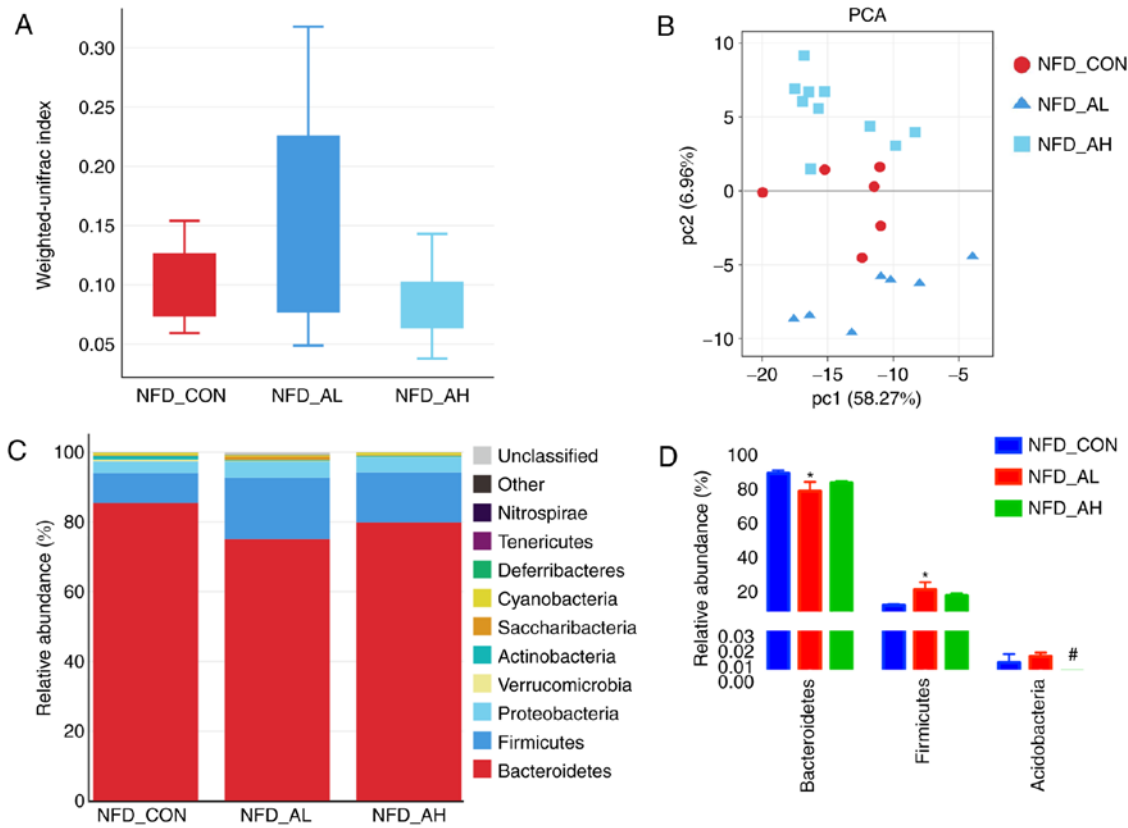 A
Weighted-unifrac index
0.30
0.25
0.20
0.15
0.10
0.05
NFD_CON
NFD_AL
NFD_AH
B
PCA
pc2 (6.96%)
10
5
0
−5
−10
−20
−15
−10
−5
pc1 (58.27%)
NFD_CON
NFD_AL
NFD_AH
C
Relative abundance (%)
100
80
60
40
20
0
NFD_CON
NFD_AL
NFD_AH
Unclassified
Other
Nitrospirae
Tenericutes
Deferribacteres
Cyanobacteria
Saccharibacteria
Actinobacteria
Verrucomicrobia
Proteobacteria
Firmicutes
Bacteroidetes
D
Relative abundance (%)
100
80
60
40
20
0.03
0.02
0.01
0.00
*
*
#
Bacteroidetes
Firmicutes
Acidobacteria
NFD_CON
NFD_AL
NFD_AH